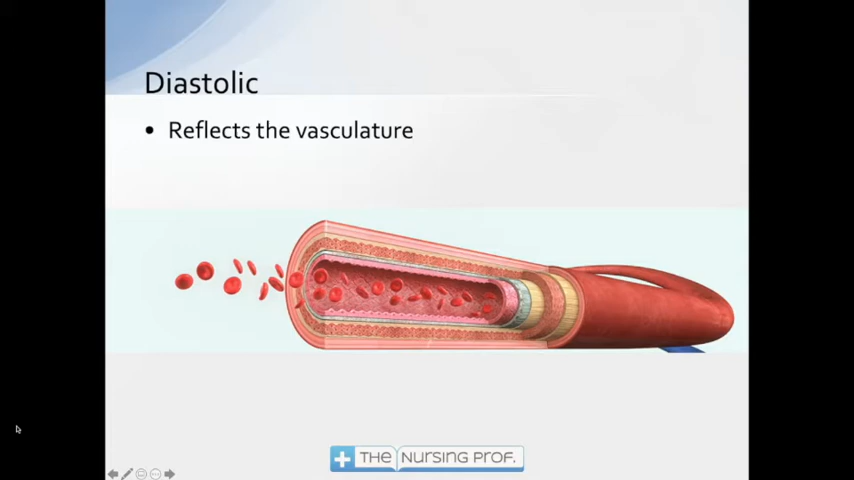 Diastolic
• Reflects the vasculature
THE NURSING PROF.